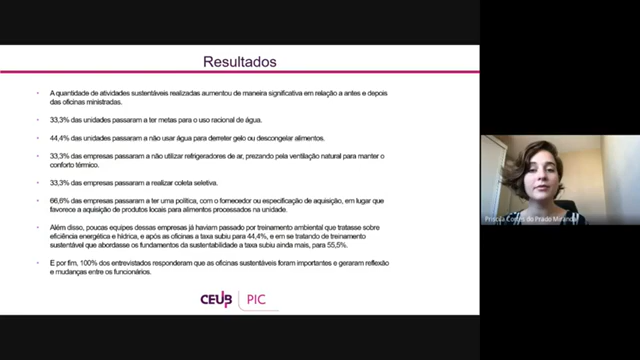 Resultados
• A quantidade de atividades sustentáveis realizadas aumentou de maneira significativa em relação a antes e depois
das oficinas ministradas.
• 33,3% das unidades passaram a ter metas para o uso racional de água.
• 44,4% das unidades passaram a não usar água para derreter gelo ou descongelar alimentos.
• 33,3% das empresas passaram a não utilizar refrigeradores de ar, prezando pela ventilação natural para manter o
conforto térmico.
• 33,3% das empresas passaram a realizar coleta seletiva.
• 66,6% das empresas passaram a ter uma política, com o fornecedor ou especificação de aquisição, em lugar que
favorece a aquisição de produtos locais para alimentos processados na unidade.
• Além disso, poucas equipes dessas empresas já haviam passado por treinamento ambiental que tratasse sobre
eficiência energética e hídrica, e após as oficinas a taxa subiu para 44,4%, e em se tratando de treinamento
sustentável que abordasse os fundamentos da sustentabilidade a taxa subiu ainda mais, para 55,5%.
• E por fim, 100% dos entrevistados responderam que as oficinas sustentáveis foram importantes e geraram reflexão
e mudanças entre os funcionários.
CEUB PIC
Priscila Cortes do Prado Miranda